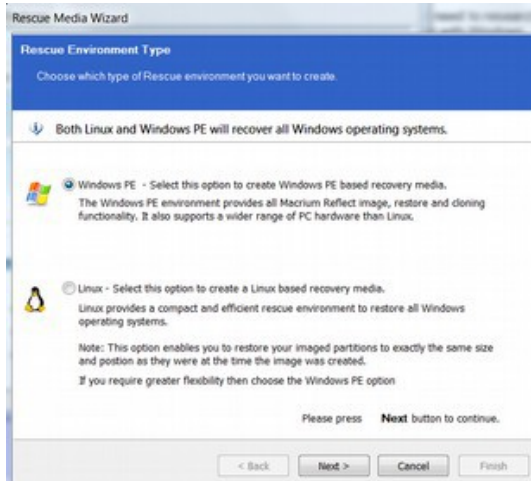 Rescue Media Wizard
Rescue Environment Type
Choose which type of Rescue environment you want to create.
Both Linux and Windows PE will recover all Windows operating systems.
Windows PE - Select this option to create Windows PE based recovery media.
The Windows PE environment provides all Macrium Reflect image, restore and cloning
functionality. It also supports a wider range of PC hardware than Linux.
Linux - Select this option to create a Linux based recovery media.
Linux provides a compact and efficient rescue environment to restore all Windows
operating systems.
Note: This option enables you to restore your imaged partitions to exactly the same size
and postion as they were at the time the image was created.
If you require greater flexibility then choose the Windows PE option
Please press Next button to continue.
< Back Next > Cancel Finish